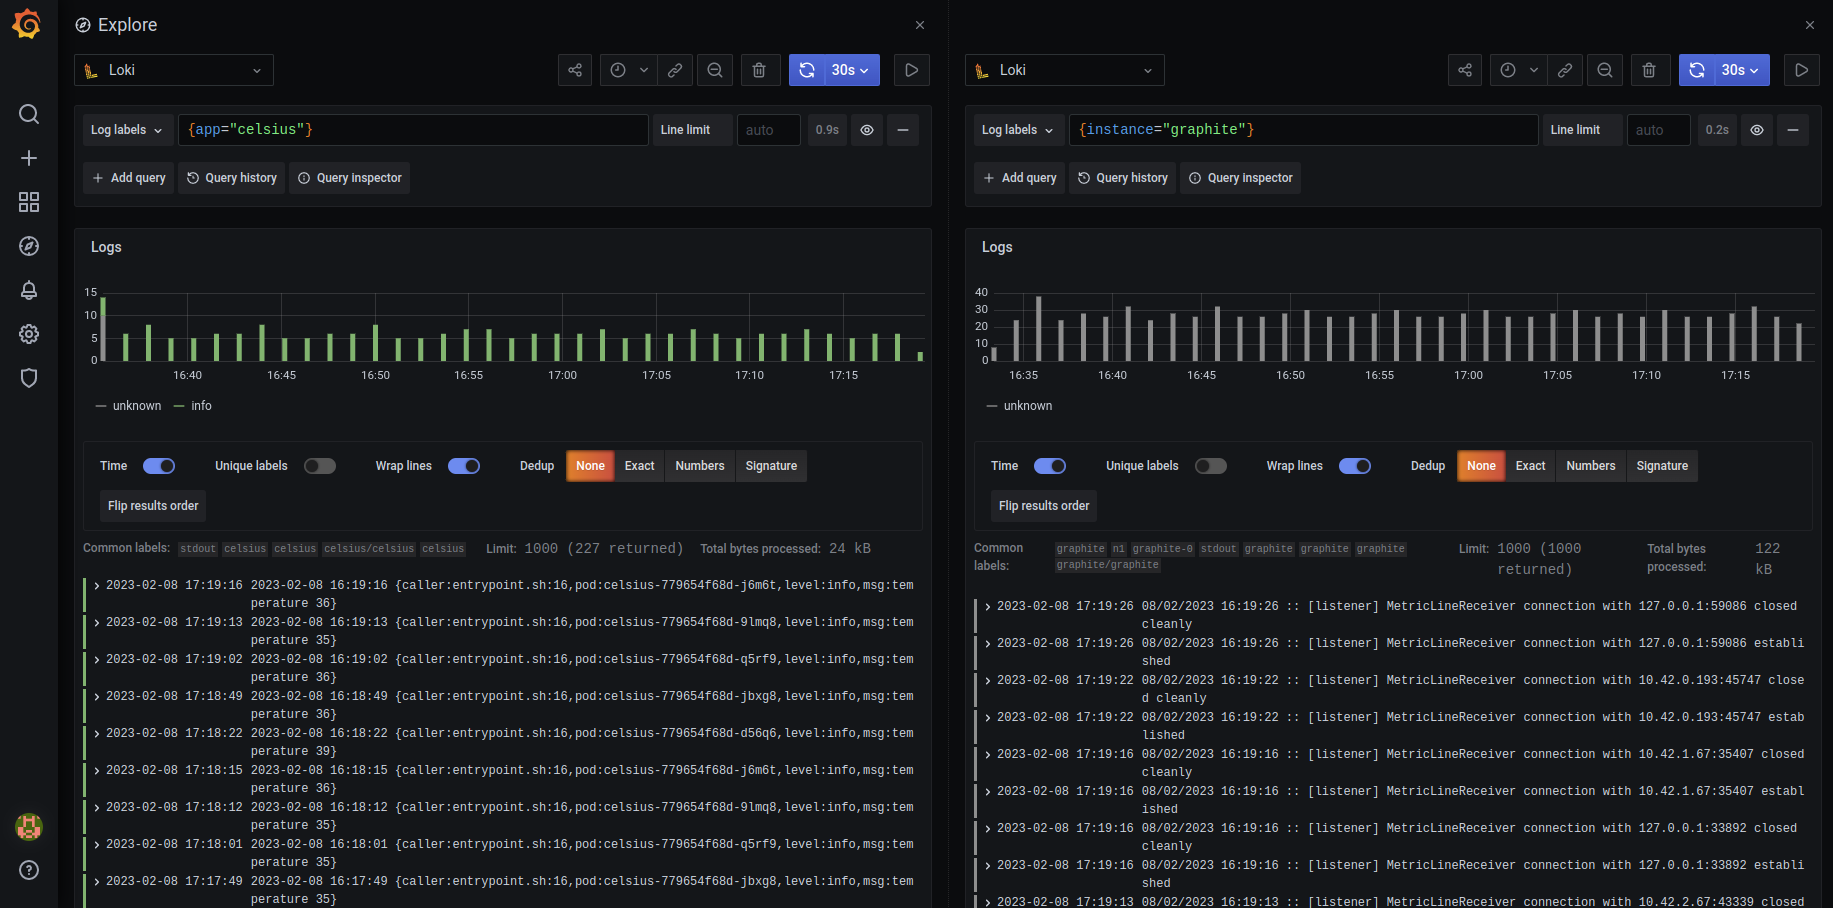 Explore
Loki
30s
Log labels {app="celsius"} Line limit auto 0.9s
Add query Query history Query inspector
Logs
15
10
5
0
16:40 16:45 16:50 16:55 17:00 17:05 17:10 17:15
unknown info
Time Unique labels Wrap lines Dedup None Exact Numbers Signature
Flip results order
Common labels: stdout celsius celsius celsius/celsius celsius Limit: 1000 (227 returned) Total bytes processed: 24 kB
2023-02-08 17:19:16 2023-02-08 16:19:16 {caller:entrypoint.sh:16,pod:celsius-779654f68d-j6m6t,level:info,msg:tem
perature 36}
2023-02-08 17:19:13 2023-02-08 16:19:13 {caller:entrypoint.sh:16,pod:celsius-779654f68d-9lmq8,level:info,msg:tem
perature 35}
2023-02-08 17:19:02 2023-02-08 16:19:02 {caller:entrypoint.sh:16,pod:celsius-779654f68d-q5rf9,level:info,msg:tem
perature 36}
2023-02-08 17:18:49 2023-02-08 16:18:49 {caller:entrypoint.sh:16,pod:celsius-779654f68d-jbxg8,level:info,msg:tem
perature 36}
2023-02-08 17:18:22 2023-02-08 16:18:22 {caller:entrypoint.sh:16,pod:celsius-779654f68d-d56q6,level:info,msg:tem
perature 39}
2023-02-08 17:18:15 2023-02-08 16:18:15 {caller:entrypoint.sh:16,pod:celsius-779654f68d-j6m6t,level:info,msg:tem
perature 36}
2023-02-08 17:18:12 2023-02-08 16:18:12 {caller:entrypoint.sh:16,pod:celsius-779654f68d-9lmq8,level:info,msg:tem
perature 35}
2023-02-08 17:18:01 2023-02-08 16:18:01 {caller:entrypoint.sh:16,pod:celsius-779654f68d-q5rf9,level:info,msg:tem
perature 35}
2023-02-08 17:17:49 2023-02-08 16:17:49 {caller:entrypoint.sh:16,pod:celsius-779654f68d-jbxg8,level:info,msg:tem
perature 35}
Loki
30s
Log labels {instance="graphite"} Line limit auto 0.2s
Add query Query history Query inspector
Logs
40
30
20
10
0
16:35 16:40 16:45 16:50 16:55 17:00 17:05 17:10 17:15
unknown
Time Unique labels Wrap lines Dedup None Exact Numbers Signature
Flip results order
Common graphite n1 graphite-0 stdout graphite graphite graphite Limit: 1000 (1000 Total bytes 122
labels: graphite/graphite returned) processed: kB
2023-02-08 17:19:26 08/02/2023 16:19:26 :: [listener] MetricLineReceiver connection with 127.0.0.1:59086 closed
cleanly
2023-02-08 17:19:26 08/02/2023 16:19:26 :: [listener] MetricLineReceiver connection with 127.0.0.1:59086 establi
shed
2023-02-08 17:19:22 08/02/2023 16:19:22 :: [listener] MetricLineReceiver connection with 10.42.0.193:45747 close
d cleanly
2023-02-08 17:19:22 08/02/2023 16:19:22 :: [listener] MetricLineReceiver connection with 10.42.0.193:45747 estab
lished
2023-02-08 17:19:16 08/02/2023 16:19:16 :: [listener] MetricLineReceiver connection with 10.42.1.67:35407 closed
cleanly
2023-02-08 17:19:16 08/02/2023 16:19:16 :: [listener] MetricLineReceiver connection with 10.42.1.67:35407 establ
ished
2023-02-08 17:19:16 08/02/2023 16:19:16 :: [listener] MetricLineReceiver connection with 127.0.0.1:33892 closed
cleanly
2023-02-08 17:19:16 08/02/2023 16:19:16 :: [listener] MetricLineReceiver connection with 127.0.0.1:33892 establi
shed
2023-02-08 17:19:13 08/02/2023 16:19:13 :: [listener] MetricLineReceiver connection with 10.42.2.67:43339 closed